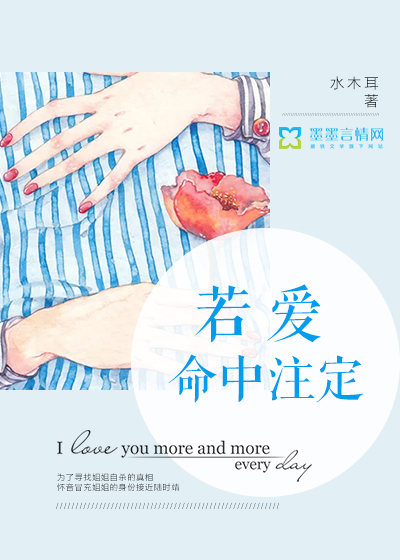 水木耳
著
墨墨言情网
若爱
命中注定
I love you more and more
every day
为了寻找姐姐自杀的真相
怀音冒充姐姐的身份接近陆时结